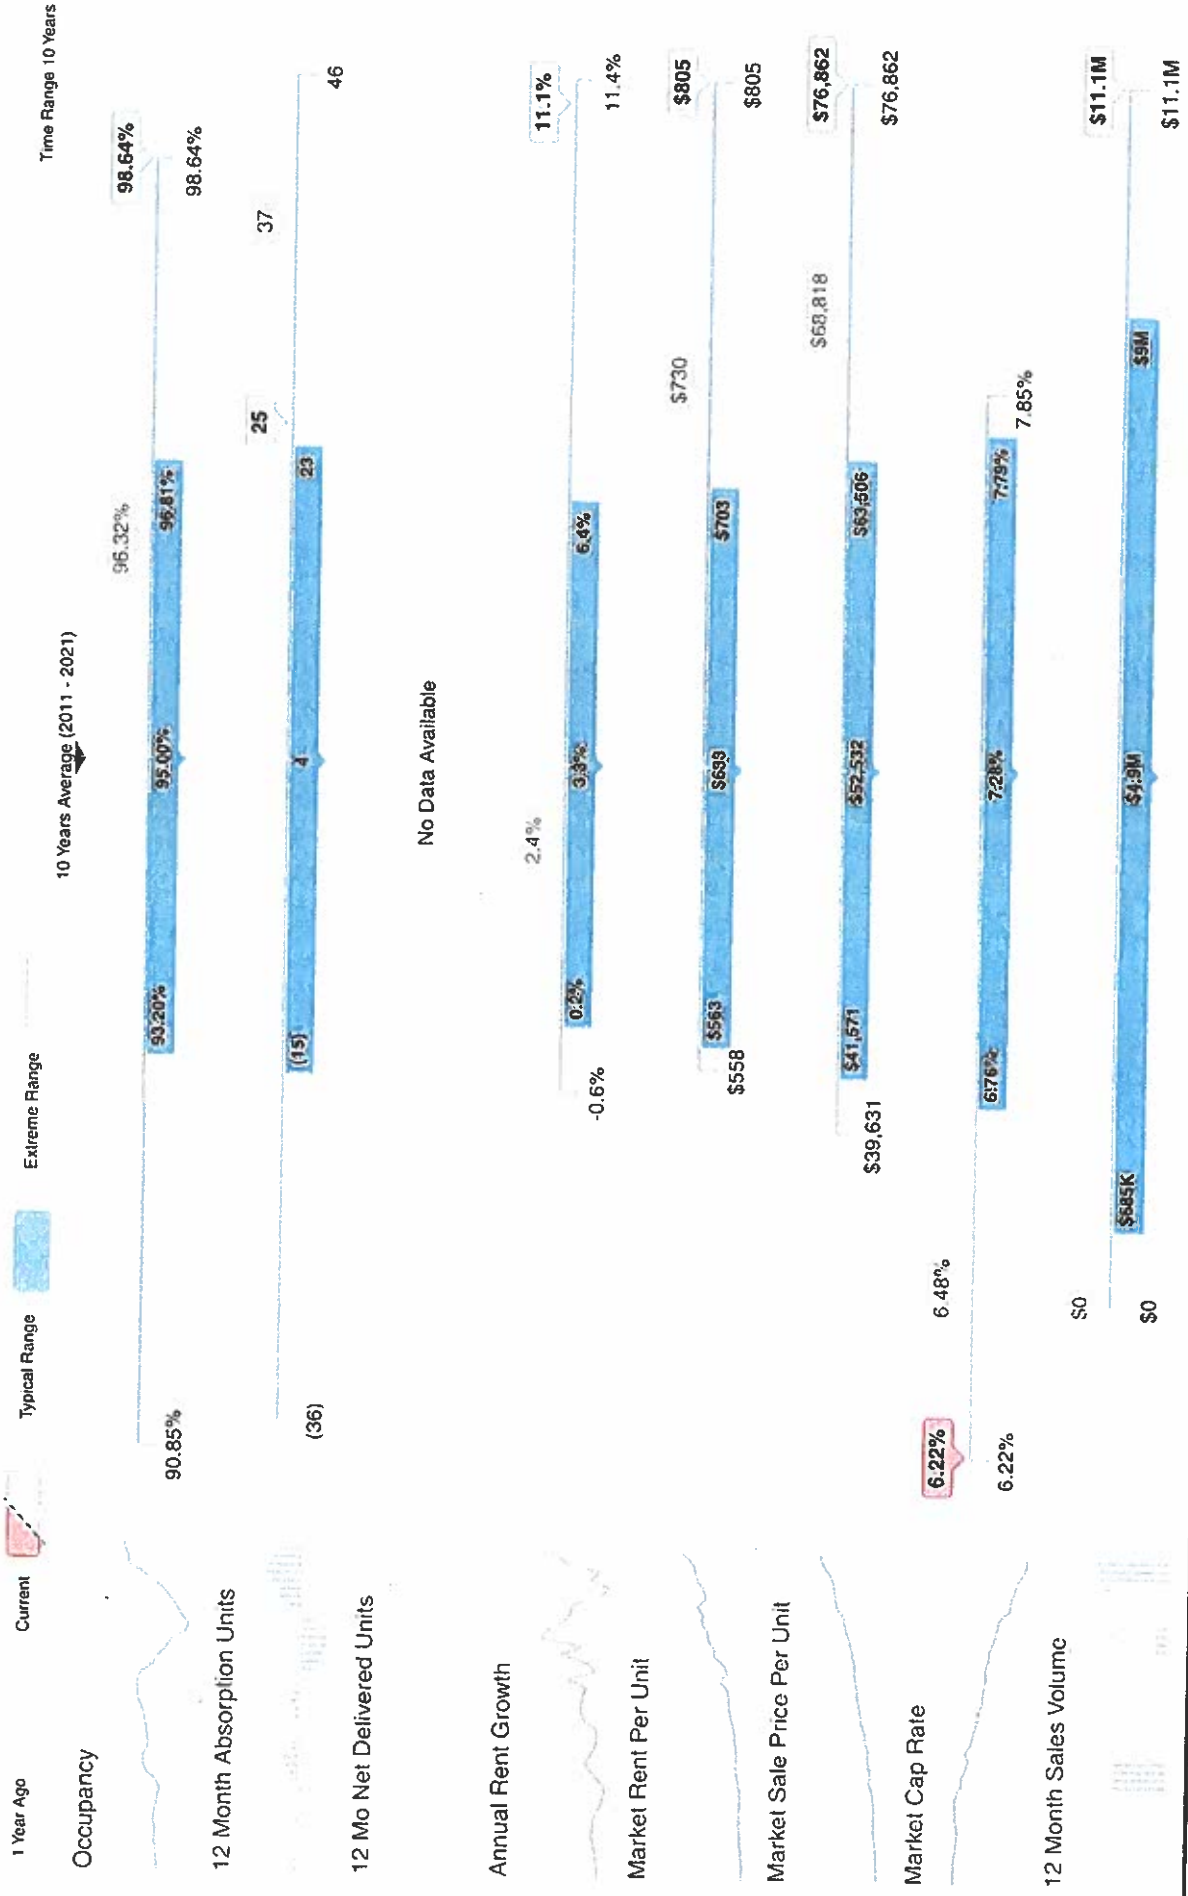 1 Year Ago Current Typical Range Extreme Range Time Range 10 Years
10 Years Average (2011 - 2021)
Occupancy
96.32% 98.64%
93.20% 95.00% 96.81%
90.85% 98.64%
12 Month Absorption Units
25 37
(15) 4 23
(36) 46
12 Mo Net Delivered Units
No Data Available
Annual Rent Growth
2.4% 11.1%
0.2% 3.3% 6.4%
-0.6% 11.4%
Market Rent Per Unit
$730 $805
$563 $633 $703
$558 $805
Market Sale Price Per Unit
$68,818 $76,862
$41,571 $52,532 $63,506
$39,631 $76,862
Market Cap Rate
6.22% 6.48%
6.76% 7.28% 7.79%
6.22% 7.85%
12 Month Sales Volume
$0 $11.1M
$685K $4.9M $9M
$0 $11.1M